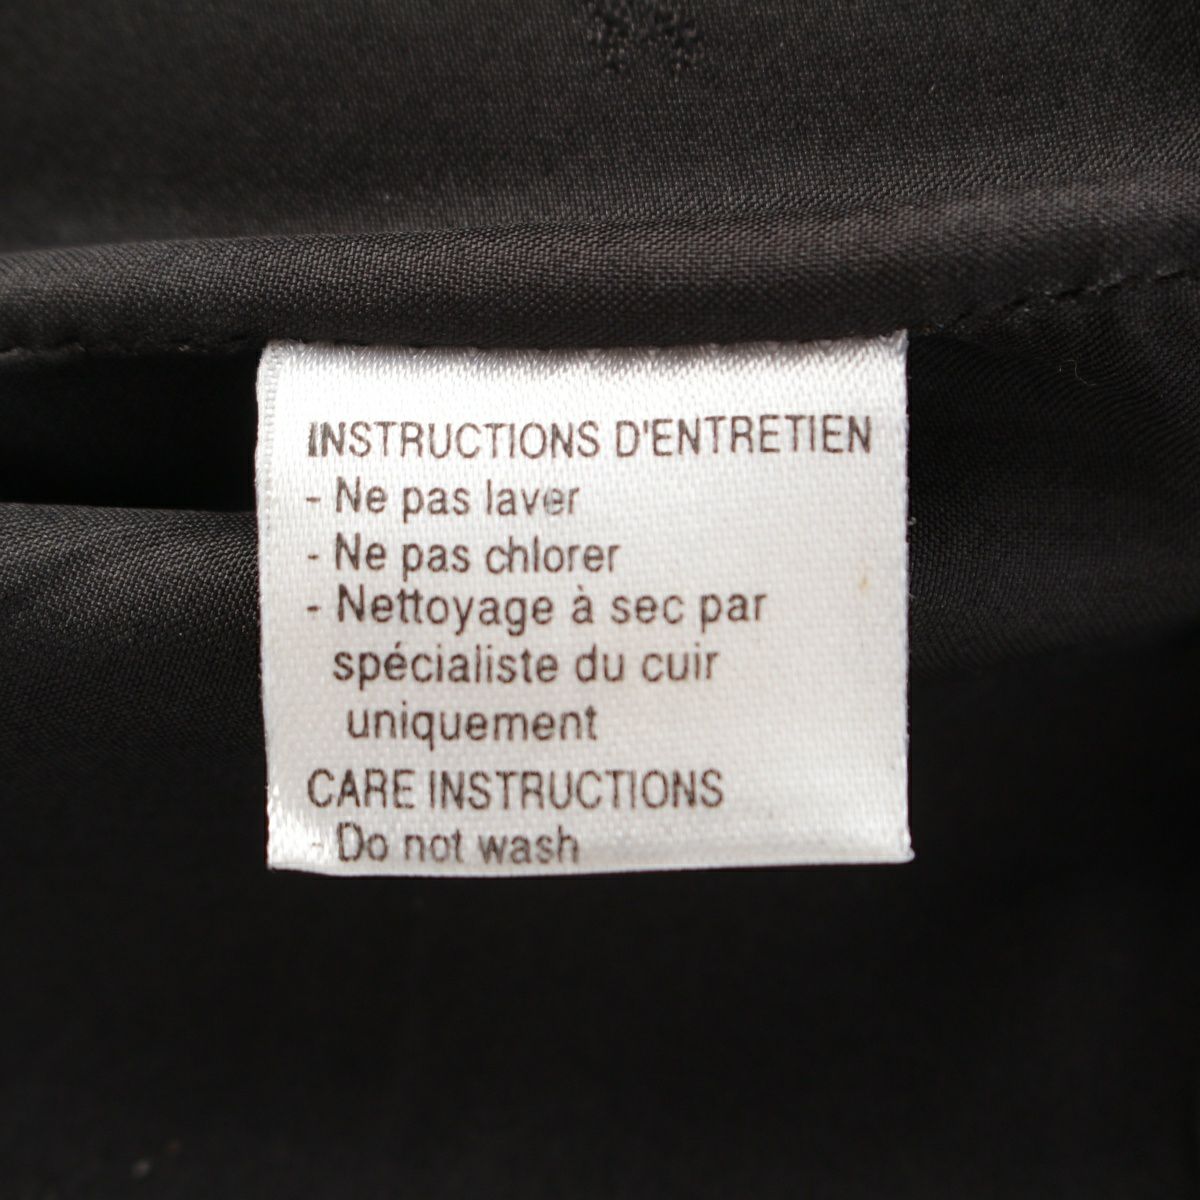 INSTRUCTIONS D'ENTRETIEN
- Ne pas laver
- Ne pas chlorer
- Nettoyage à sec par
spécialiste du cuir
uniquement
CARE INSTRUCTIONS
- Do not wash